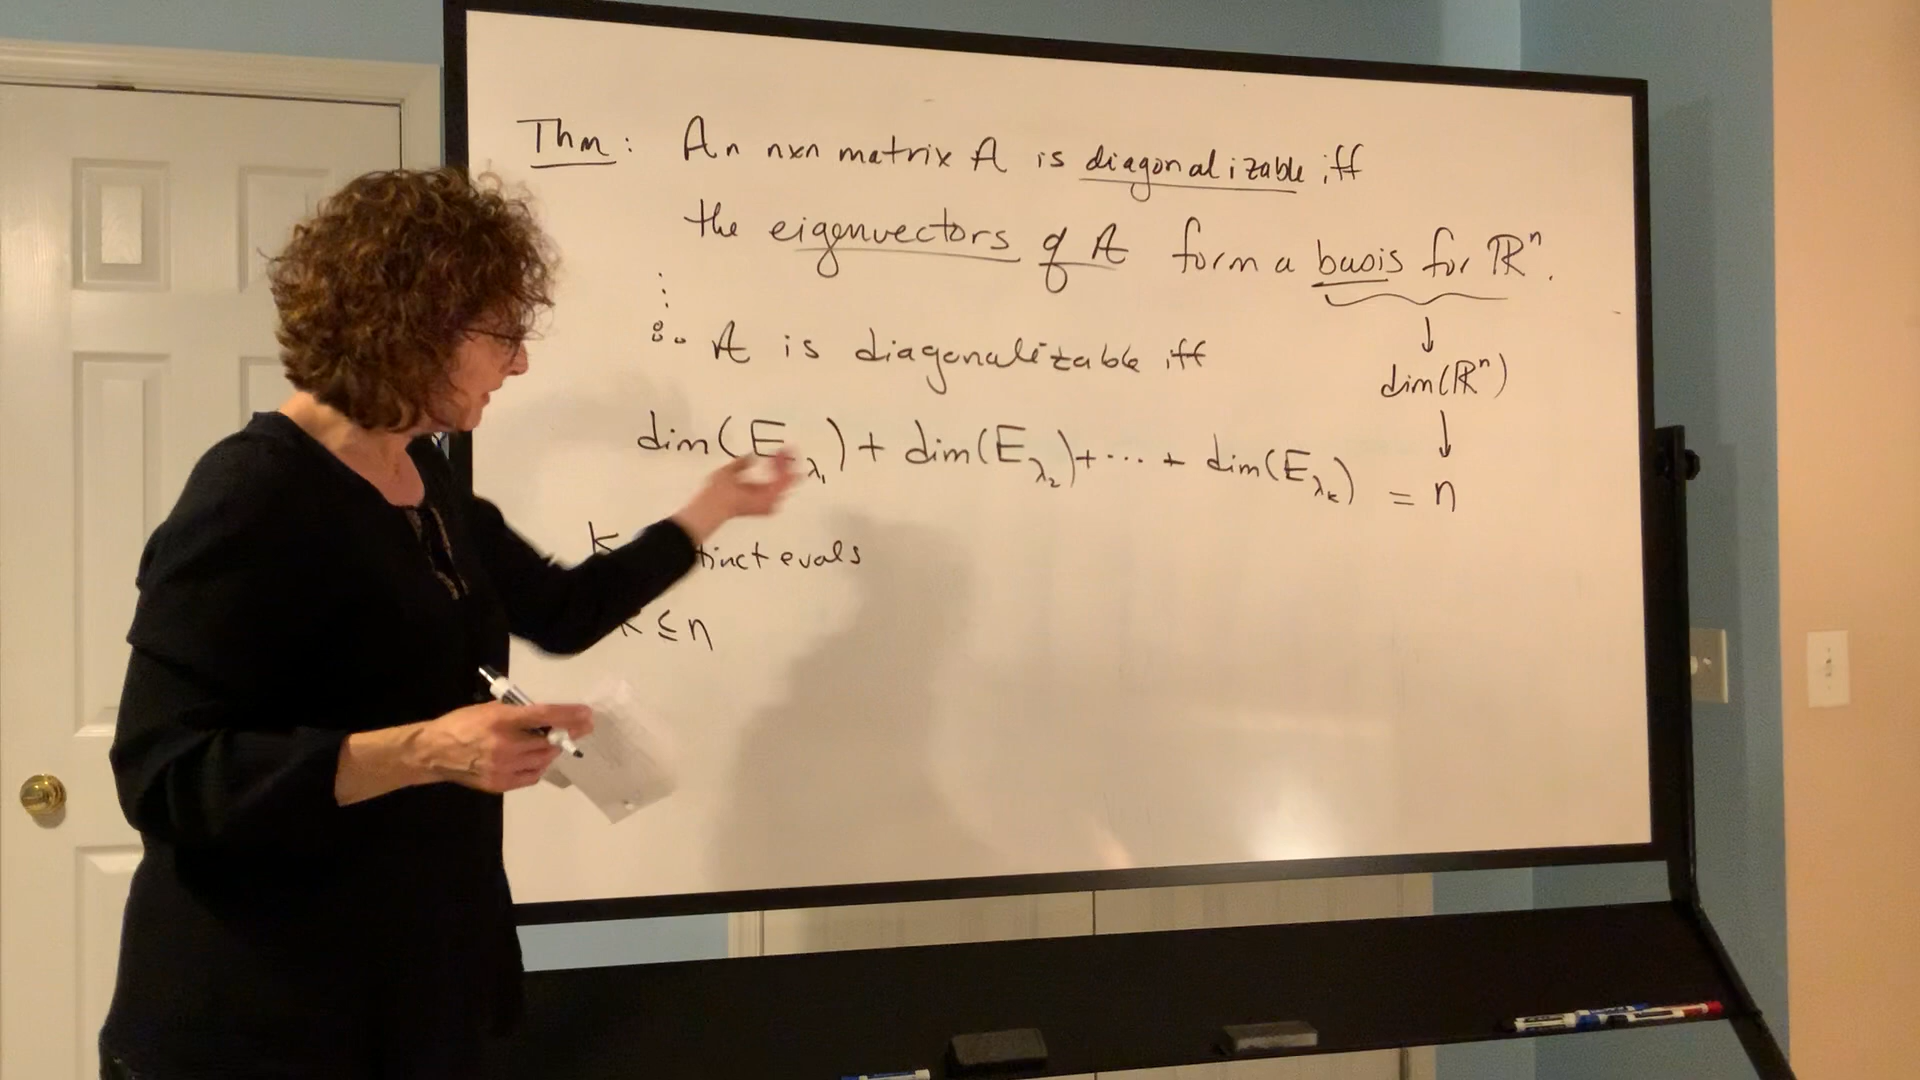 Thm: An nxn matrix A is diagonalizable iff
the eigenvectors of A form a basis for ℝⁿ.
∴ A is diagonalizable iff
↓
dim(ℝⁿ)
↓
dim(E_λ₁) + dim(E_λ₂) + ... + dim(E_λₖ) = n
k tinct evals
k ≤ n